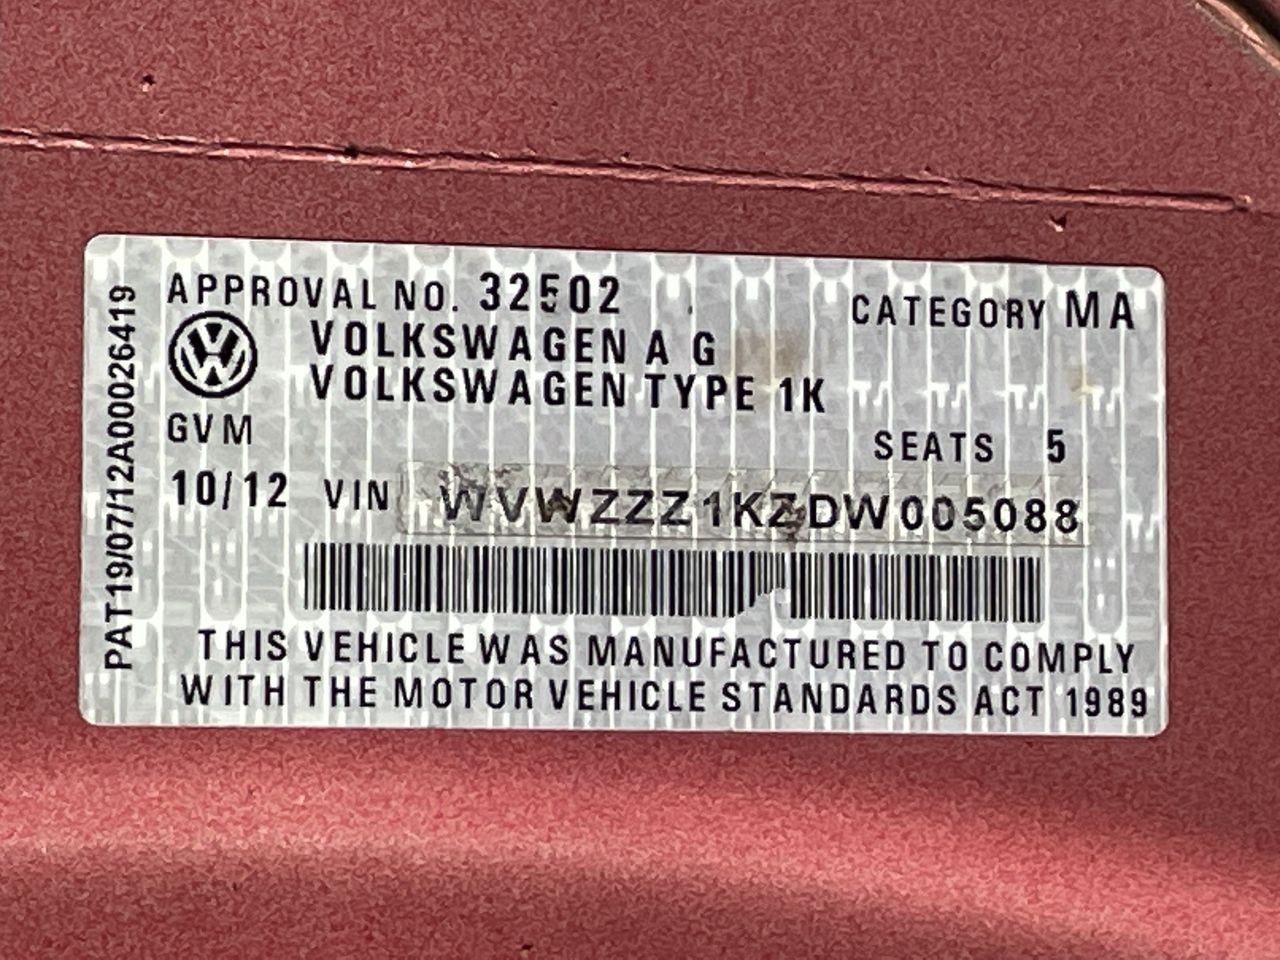 APPROVAL NO. 32502 CATEGORY MA
VOLKSWAGEN A G
VOLKSWAGEN TYPE 1K
GVM SEATS 5
10/12 VIN WVWZZZ1KZDW005088
THIS VEHICLE WAS MANUFACTURED TO COMPLY
WITH THE MOTOR VEHICLE STANDARDS ACT 1989
PAT19/07/12A00026419